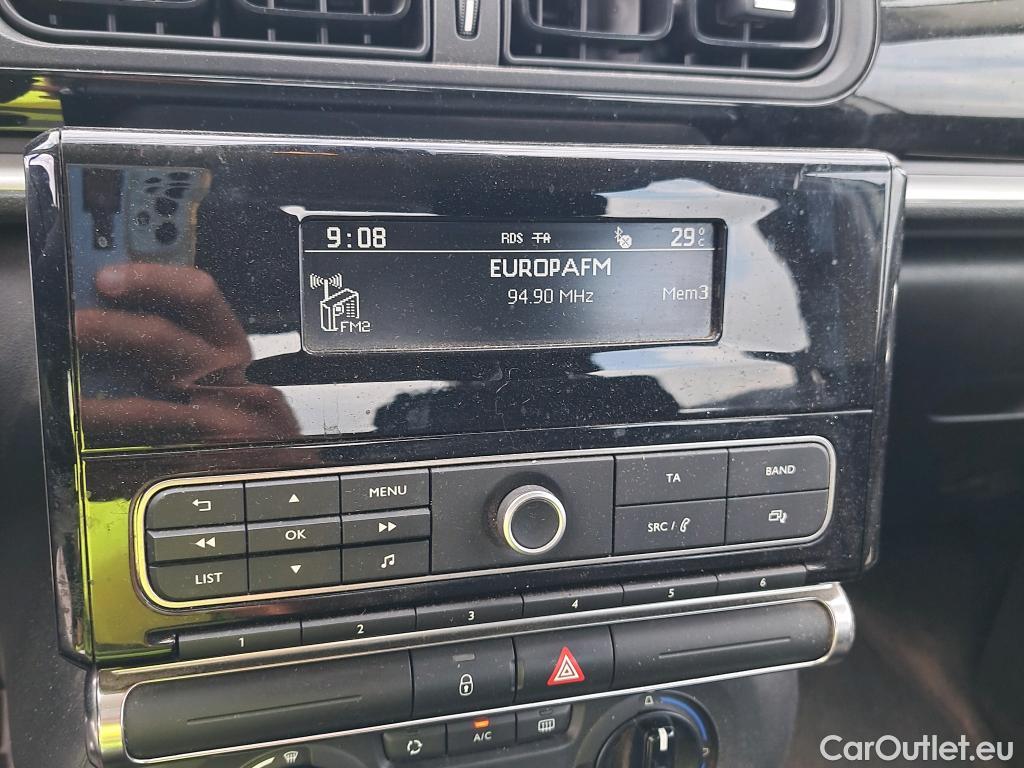 9:08 RDS TA 29°C
EUROPAFM
94.90 MHz Mem3
FM2
MENU
TA
BAND
OK
SRC /
LIST
1 2 3 4 5 6
A/C
CarOutlet.eu